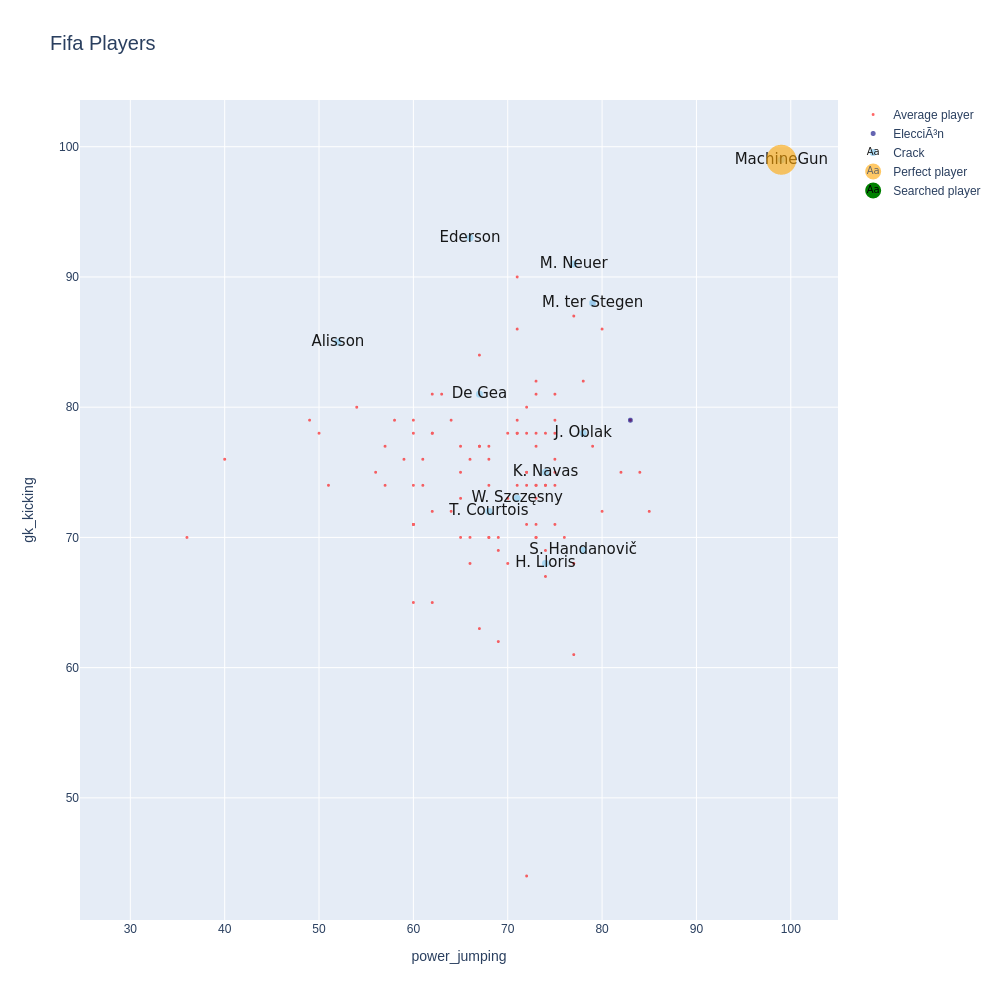 Fifa Players
Average player
ElecciÃ³n
Aa Crack
Aa Perfect player
Aa Searched player
100
90
80
70
60
50
gk_kicking
MachineGun
Ederson
M. Neuer
M. ter Stegen
Alisson
De Gea
J. Oblak
K. Navas
W. Szczęsny
T. Courtois
S. Handanovič
H. Lloris
30 40 50 60 70 80 90 100
power_jumping